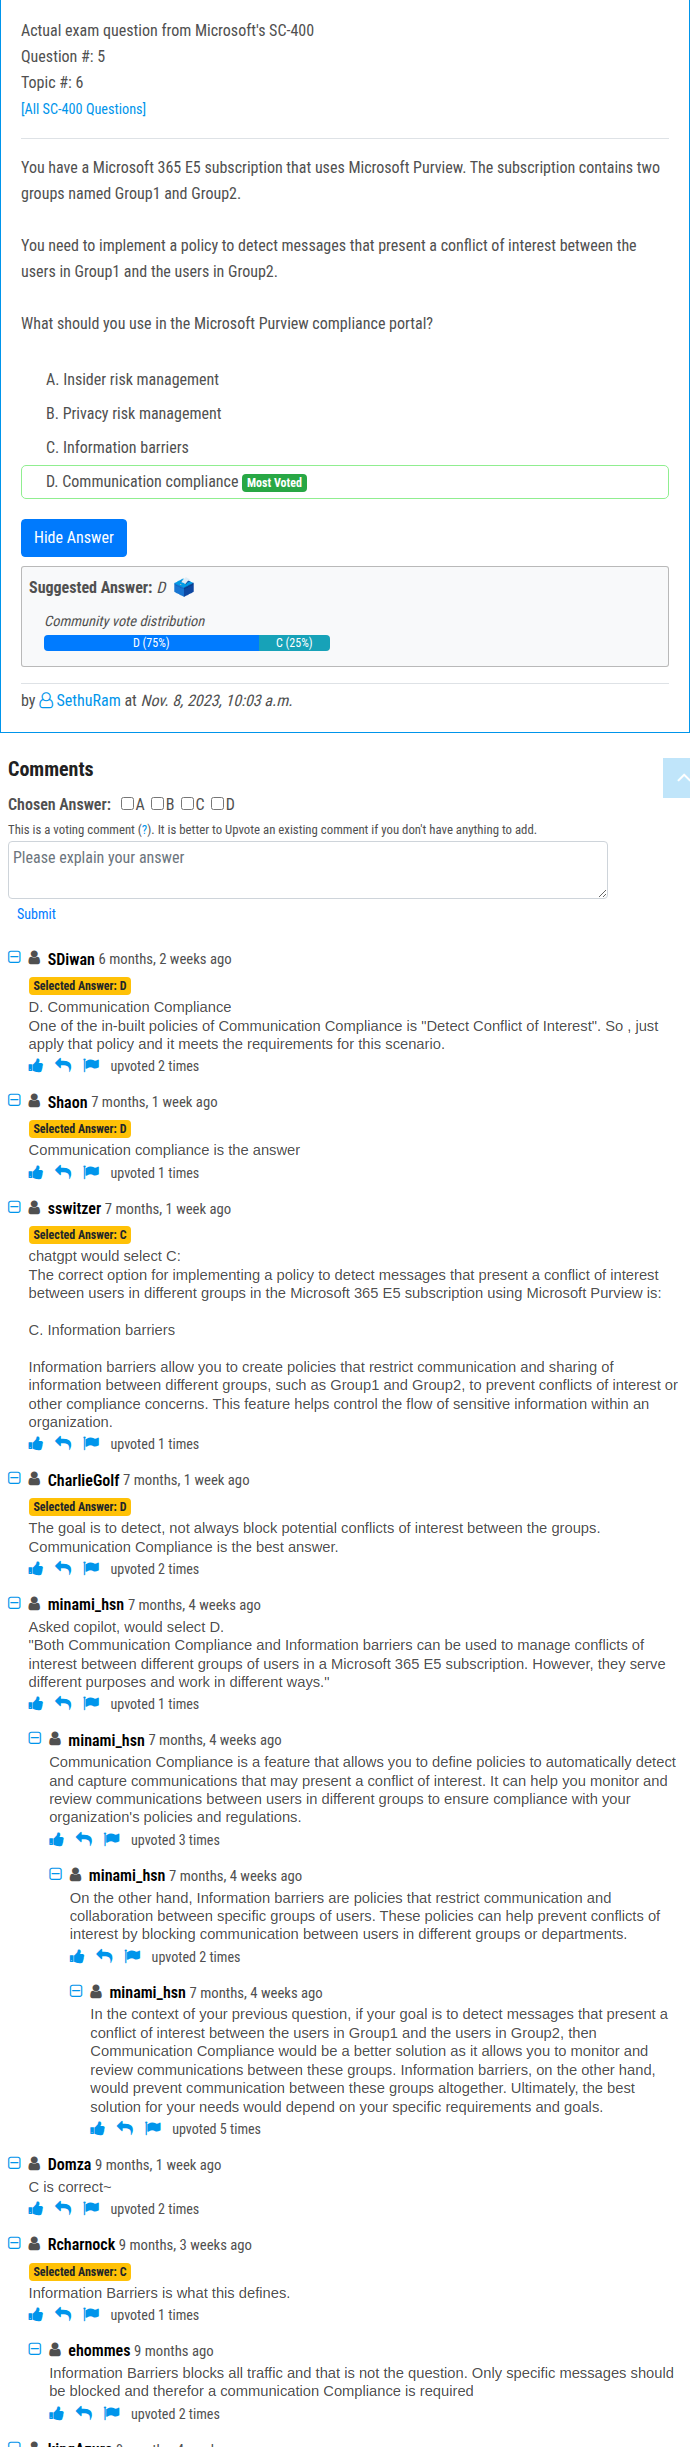 Actual exam question from Microsoft's SC-400
Question #: 5
Topic #: 6
[All SC-400 Questions]
You have a Microsoft 365 E5 subscription that uses Microsoft Purview. The subscription contains two
groups named Group1 and Group2.
You need to implement a policy to detect messages that present a conflict of interest between the
users in Group1 and the users in Group2.
What should you use in the Microsoft Purview compliance portal?
A. Insider risk management
B. Privacy risk management
C. Information barriers
D. Communication compliance Most Voted
Hide Answer
Suggested Answer: D
Community vote distribution
D (75%) C (25%)
by SethuRam at Nov. 8, 2023, 10:03 a.m.
Comments
Chosen Answer: A B C D
This is a voting comment (?). It is better to Upvote an existing comment if you don't have anything to add.
Please explain your answer
Submit
SDiwan 6 months, 2 weeks ago
Selected Answer: D
D. Communication Compliance
One of the in-built policies of Communication Compliance is "Detect Conflict of Interest". So , just
apply that policy and it meets the requirements for this scenario.
upvoted 2 times
Shaon 7 months, 1 week ago
Selected Answer: D
Communication compliance is the answer
upvoted 1 times
sswitzer 7 months, 1 week ago
Selected Answer: C
chatgpt would select C:
The correct option for implementing a policy to detect messages that present a conflict of interest
between users in different groups in the Microsoft 365 E5 subscription using Microsoft Purview is:
C. Information barriers
Information barriers allow you to create policies that restrict communication and sharing of
information between different groups, such as Group1 and Group2, to prevent conflicts of interest or
other compliance concerns. This feature helps control the flow of sensitive information within an
organization.
upvoted 1 times
CharlieGolf 7 months, 1 week ago
Selected Answer: D
The goal is to detect, not always block potential conflicts of interest between the groups.
Communication Compliance is the best answer.
upvoted 2 times
minami_hsn 7 months, 4 weeks ago
Asked copilot, would select D.
"Both Communication Compliance and Information barriers can be used to manage conflicts of
interest between different groups of users in a Microsoft 365 E5 subscription. However, they serve
different purposes and work in different ways."
upvoted 1 times
minami_hsn 7 months, 4 weeks ago
Communication Compliance is a feature that allows you to define policies to automatically detect
and capture communications that may present a conflict of interest. It can help you monitor and
review communications between users in different groups to ensure compliance with your
organization's policies and regulations.
upvoted 3 times
minami_hsn 7 months, 4 weeks ago
On the other hand, Information barriers are policies that restrict communication and
collaboration between specific groups of users. These policies can help prevent conflicts of
interest by blocking communication between users in different groups or departments.
upvoted 2 times
minami_hsn 7 months, 4 weeks ago
In the context of your previous question, if your goal is to detect messages that present a
conflict of interest between the users in Group1 and the users in Group2, then
Communication Compliance would be a better solution as it allows you to monitor and
review communications between these groups. Information barriers, on the other hand,
would prevent communication between these groups altogether. Ultimately, the best
solution for your needs would depend on your specific requirements and goals.
upvoted 5 times
Domza 9 months, 1 week ago
C is correct~
upvoted 2 times
Rcharnock 9 months, 3 weeks ago
Selected Answer: C
Information Barriers is what this defines.
upvoted 1 times
ehommes 9 months ago
Information Barriers blocks all traffic and that is not the question. Only specific messages should
be blocked and therefor a communication Compliance is required
upvoted 2 times